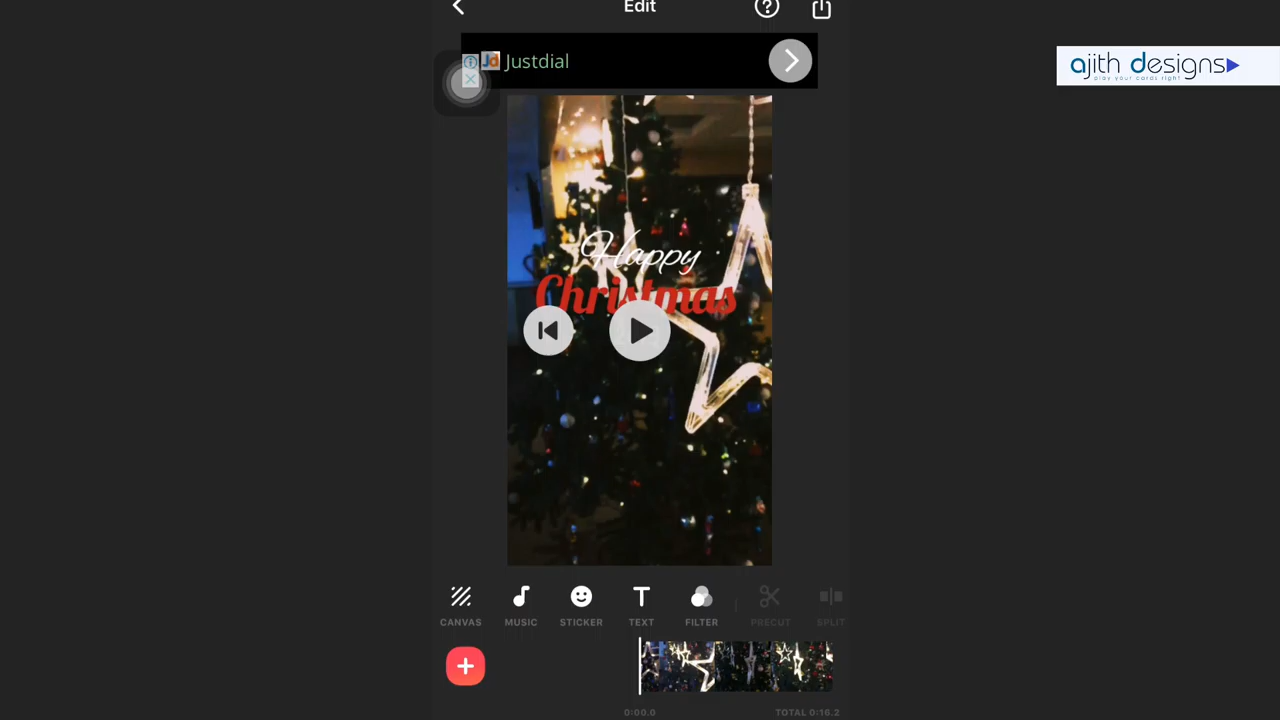 Edit
Justdial
ajith designs
play your cards right
Happy
Christmas
CANVAS
MUSIC
STICKER
TEXT
FILTER
PRECUT
SPLIT
0:00.0
TOTAL 0:16.2